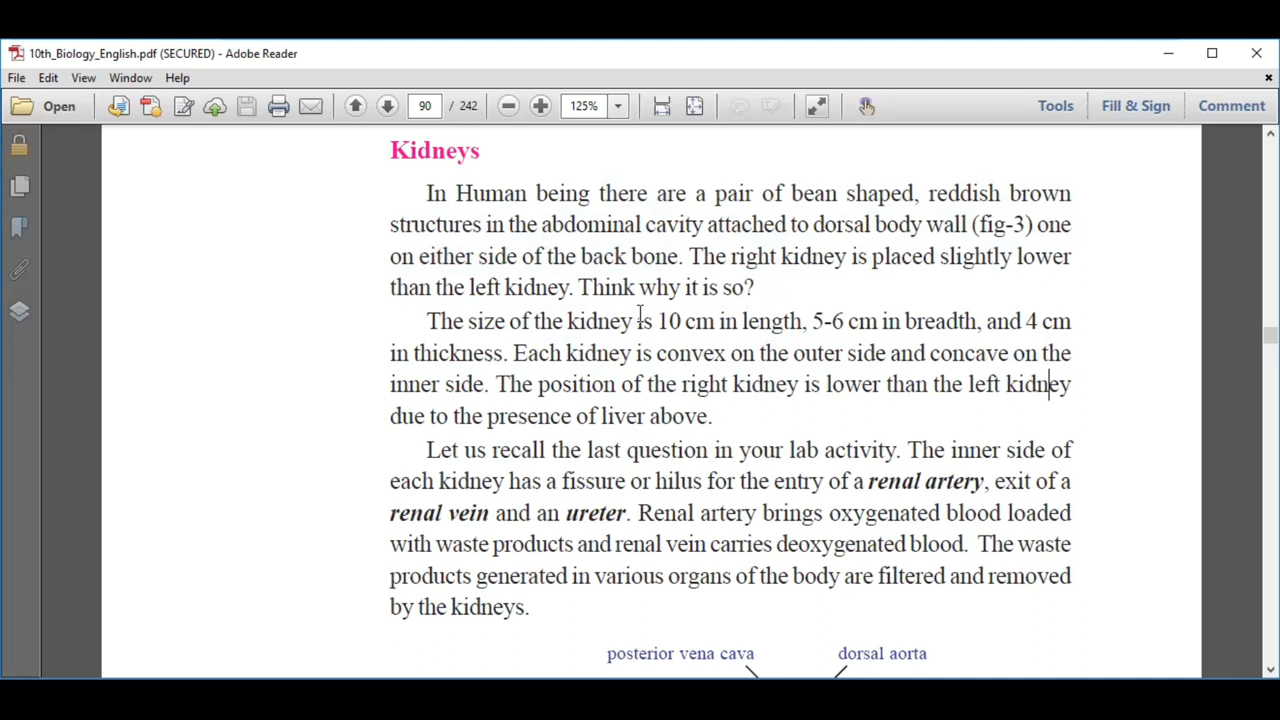 10th_Biology_English.pdf (SECURED) - Adobe Reader
File Edit View Window Help
Open 90 / 242 125% Tools Fill & Sign Comment
Kidneys
In Human being there are a pair of bean shaped, reddish brown
structures in the abdominal cavity attached to dorsal body wall (fig-3) one
on either side of the back bone. The right kidney is placed slightly lower
than the left kidney. Think why it is so?
The size of the kidney is 10 cm in length, 5-6 cm in breadth, and 4 cm
in thickness. Each kidney is convex on the outer side and concave on the
inner side. The position of the right kidney is lower than the left kidney
due to the presence of liver above.
Let us recall the last question in your lab activity. The inner side of
each kidney has a fissure or hilus for the entry of a renal artery, exit of a
renal vein and an ureter. Renal artery brings oxygenated blood loaded
with waste products and renal vein carries deoxygenated blood. The waste
products generated in various organs of the body are filtered and removed
by the kidneys.
posterior vena cava dorsal aorta